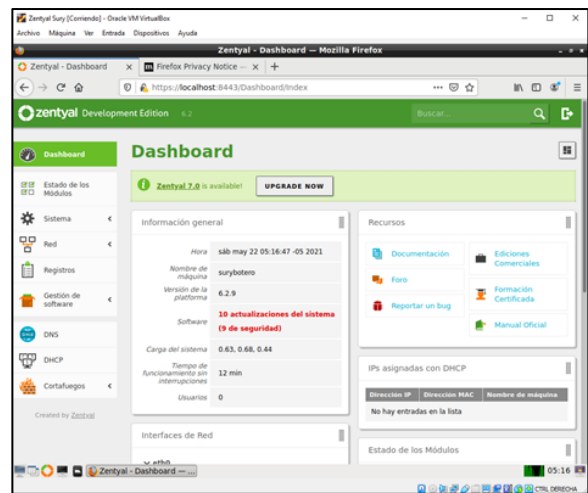 Zentyal Sury [Corriendo] - Oracle VM VirtualBox
Archivo Máquina Ver Entrada Dispositivos Ayuda
Zentyal - Dashboard — Mozilla Firefox
Zentyal - Dashboard
Firefox Privacy Notice —
https://localhost:8443/Dashboard/Index
zentyal Development Edition 6.2
Buscar...
Dashboard
Estado de los
Módulos
Sistema
Red
Registros
Gestión de
software
DNS
DHCP
Cortafuegos
Created by Zentyal
Dashboard
Zentyal 7.0 is available! UPGRADE NOW
Información general
Hora sáb may 22 05:16:47 -05 2021
Nombre de
máquina surybotero
Versión de la
plataforma 6.2.9
Software 10 actualizaciones del sistema
(9 de seguridad)
Carga del sistema 0.63, 0.68, 0.44
Tiempo de
funcionamiento sin
interrupciones 12 min
Usuarios 0
Interfaces de Red
eth0
Recursos
Documentación
Foro
Reportar un bug
Ediciones
Comerciales
Formación
Certificada
Manual Oficial
IPs asignadas con DHCP
Dirección IP Dirección MAC Nombre de máquina
No hay entradas en la lista
Estado de los Módulos
Zentyal - Dashboard — ...
05:16
CTRL DERECHA